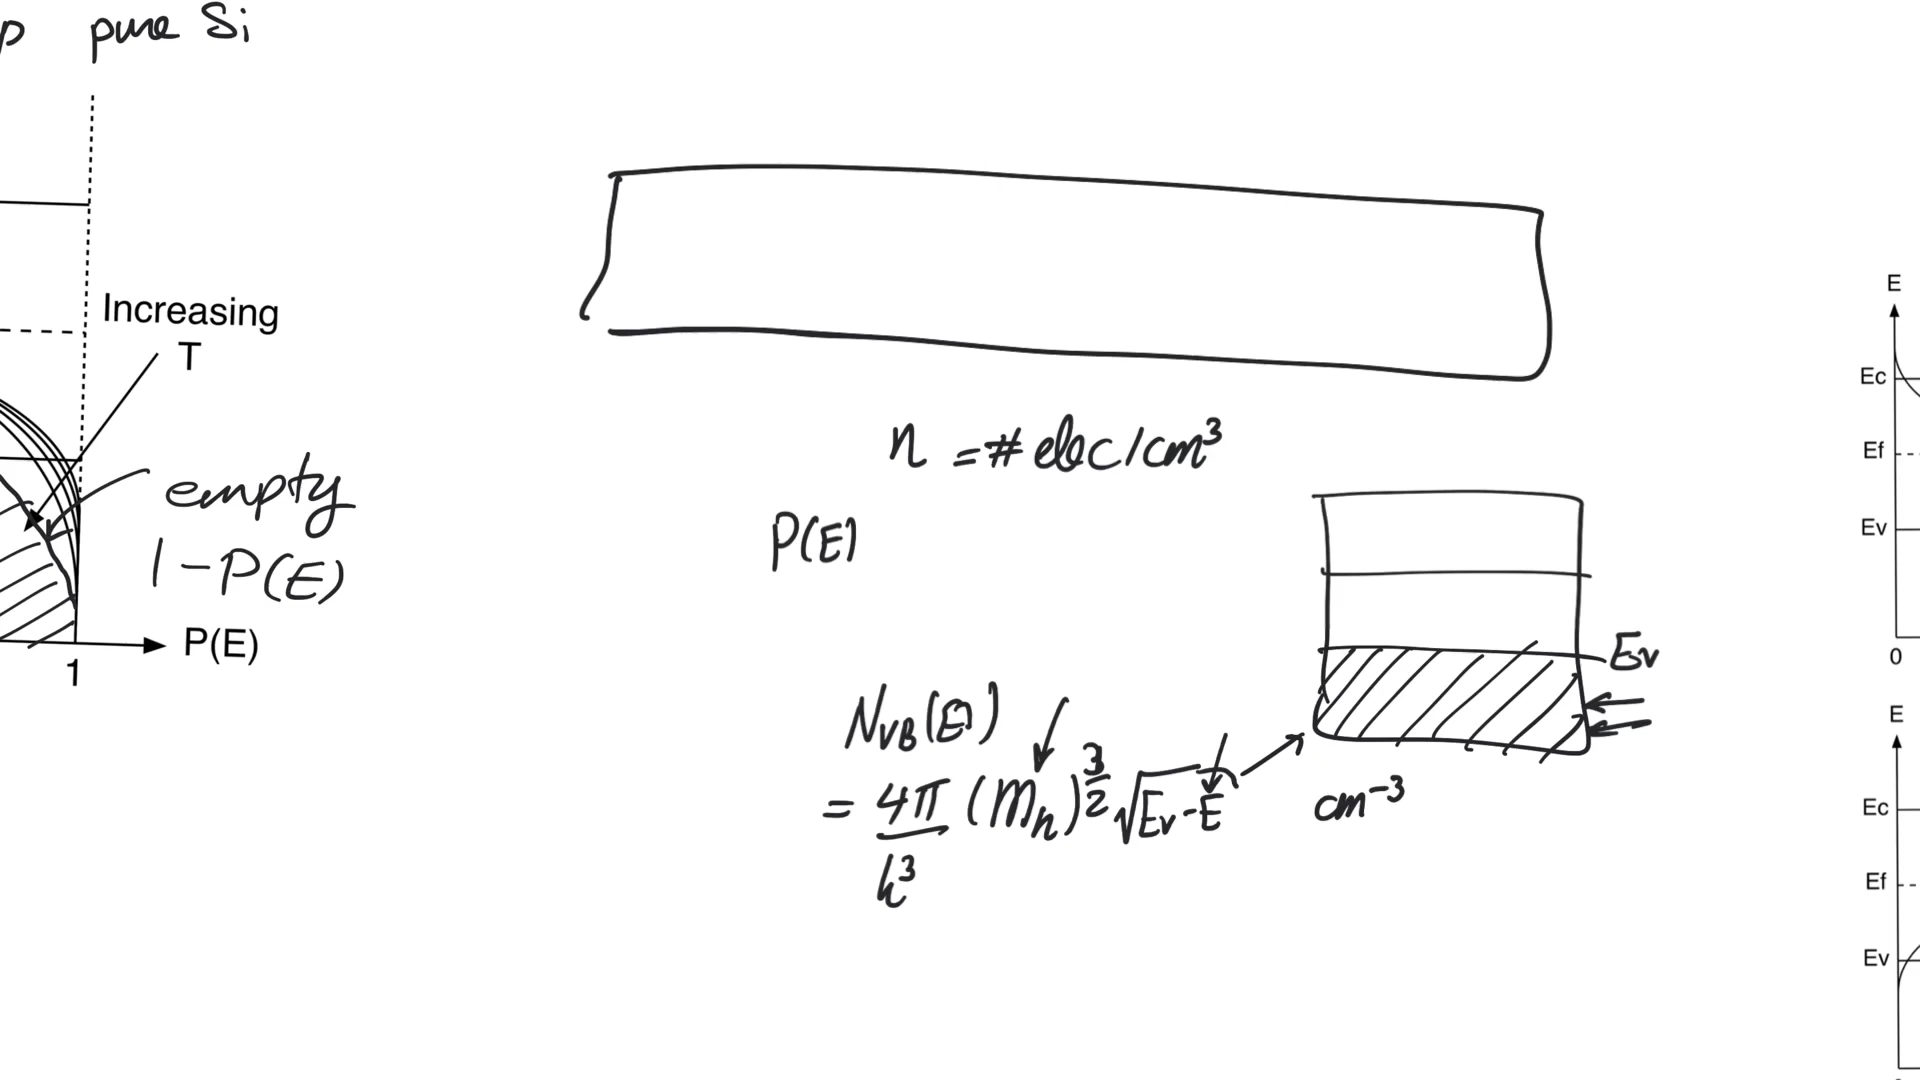 p pure Si
Increasing
T
empty
1-P(E)
P(E)
1
n = # elec/cm³
P(E)
Ev
N_VB(E)
= 4π/h³ (m_h)^3/2 √Ev-E
cm⁻³
E
Ec
Ef
Ev
0
E
Ec
Ef
Ev